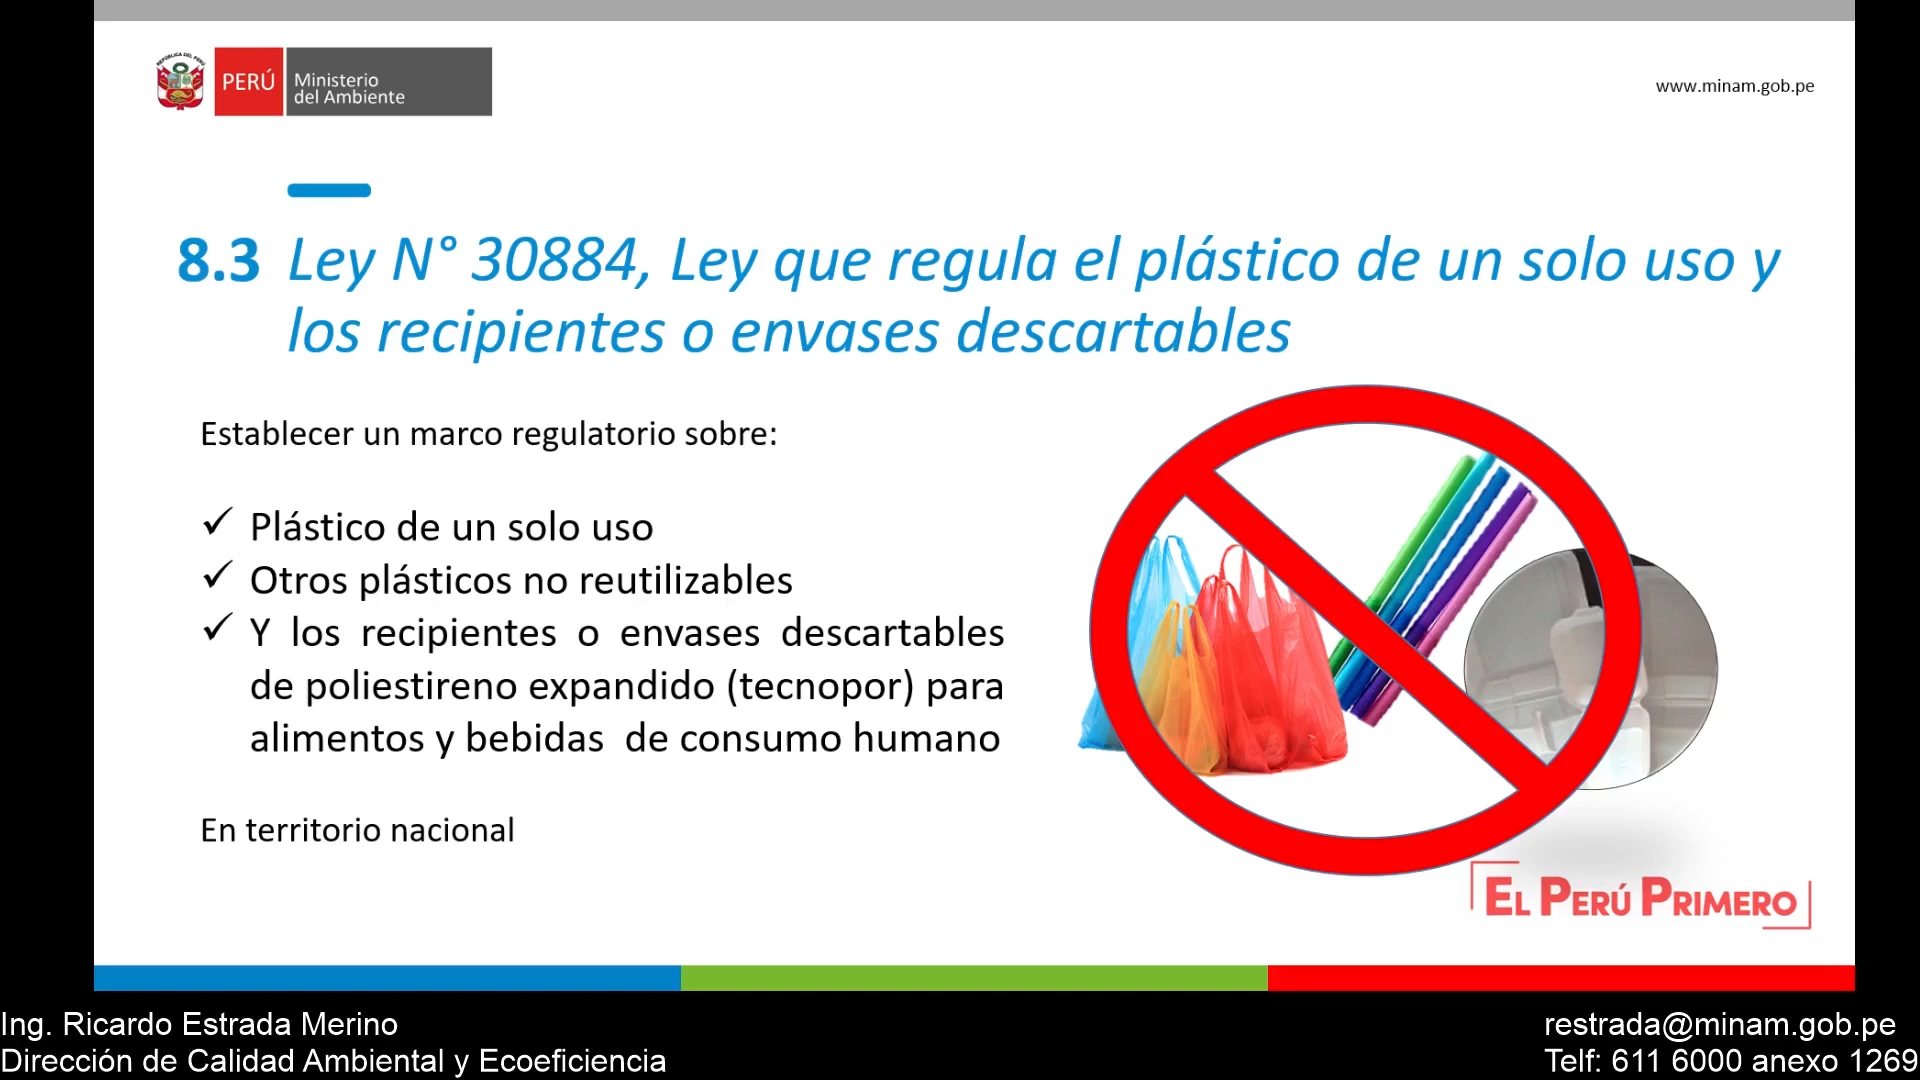 REPÚBLICA DEL PERÚ
PERÚ
Ministerio
del Ambiente
www.minam.gob.pe
8.3 Ley N° 30884, Ley que regula el plástico de un solo uso y
los recipientes o envases descartables
Establecer un marco regulatorio sobre:
✓ Plástico de un solo uso
✓ Otros plásticos no reutilizables
✓ Y los recipientes o envases descartables
de poliestireno expandido (tecnopor) para
alimentos y bebidas de consumo humano
En territorio nacional
EL PERÚ PRIMERO
Ing. Ricardo Estrada Merino
Dirección de Calidad Ambiental y Ecoeficiencia
restrada@minam.gob.pe
Telf: 611 6000 anexo 1269